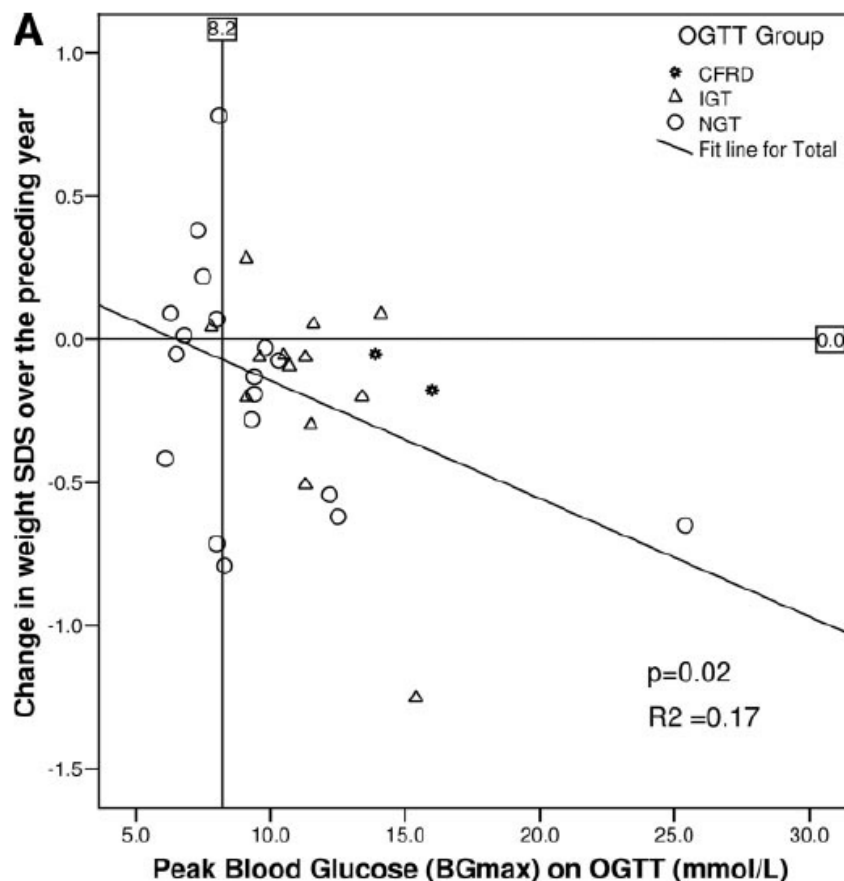 A
8.2
OGTT Group
CFRD
IGT
NGT
Fit line for Total
1.0
0.5
0.0
-0.5
-1.0
-1.5
0.0
Change in weight SDS over the preceding year
p=0.02
R2 =0.17
5.0 10.0 15.0 20.0 25.0 30.0
Peak Blood Glucose (BGmax) on OGTT (mmol/L)